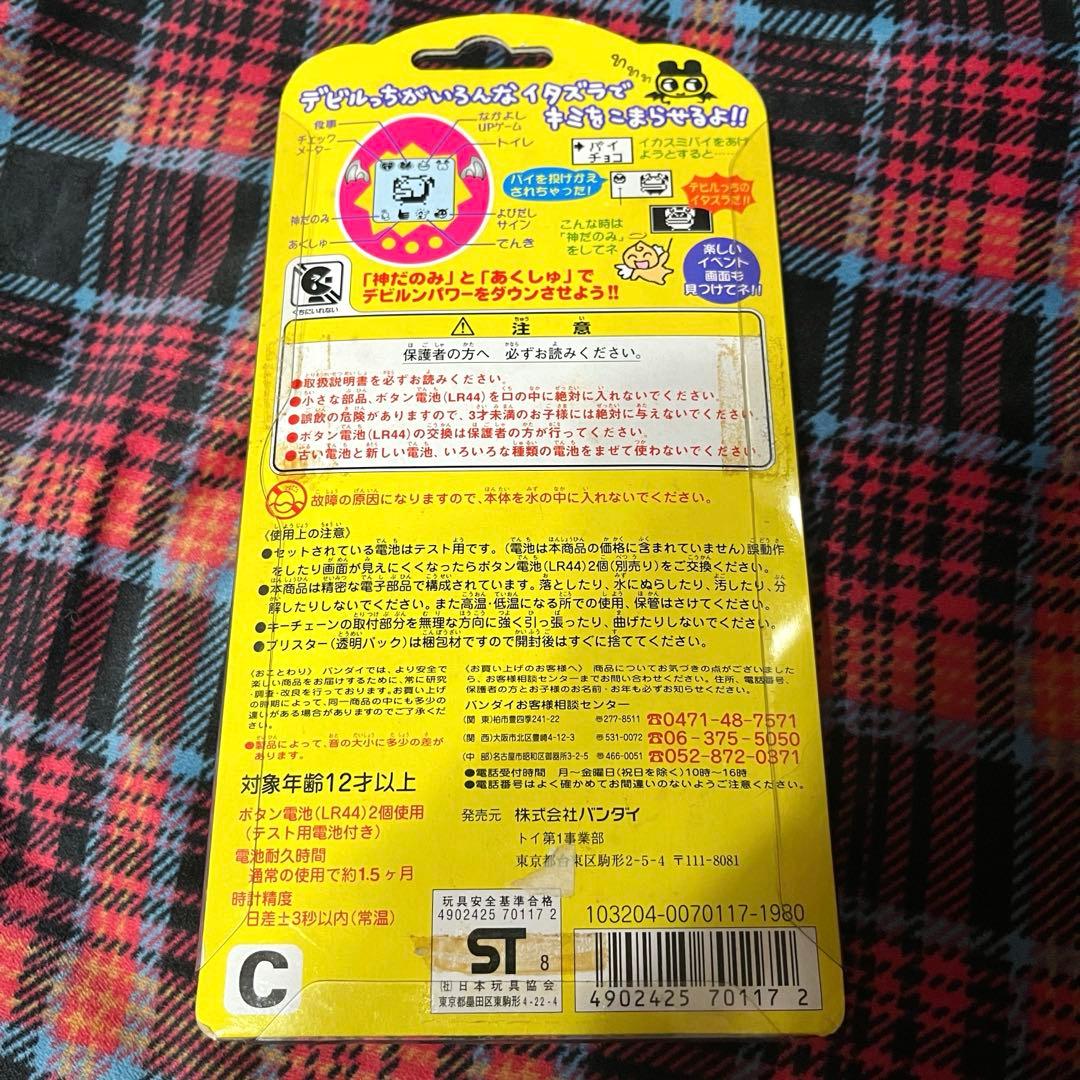 デビルっちがいろんなイタズラで
キミをこまらせるよ!!
ササササ
食事
チェック
メーター
なかよし
UPゲーム
トイレ
神だのみ
あくしゅ
よびだし
サイン
でんき
➔パイ
チョコ
イカスミパイをあげ
ようとすると……
パイを投げかえ
されちゃった!
デビルっちの
イタズラだ!!
こんな時は
「神だのみ」
をしてネ
楽しい
イベント
画面も
見つけてネ!!
くちにいれない
「神だのみ」と「あくしゅ」で
デビルンパワーをダウンさせよう!!
⚠ 注意
保護者の方へ 必ずお読みください。
●取扱説明書を必ずお読みください。
●小さな部品、ボタン電池(LR44)を口の中に絶対に入れないでください。
●誤飲の危険がありますので、3才未満のお子様には絶対に与えないでください。
●ボタン電池(LR44)の交換は保護者の方が行ってください。
●古い電池と新しい電池、いろいろな種類の電池をまぜて使わないでください。
故障の原因になりますので、本体を水の中に入れないでください。
〈使用上の注意〉
●セットされている電池はテスト用です。(電池は本商品の価格に含まれていません)誤動作
をしたり画面が見えにくくなったらボタン電池(LR44)2個(別売り)をご交換ください。
●本商品は精密な電子部品で構成されています。落としたり、水にぬらしたり、汚したり、分
解したりしないでください。また高温・低温になる所での使用、保管はさけてください。
●キーチェーンの取付部分を無理な方向に強く引っ張ったり、曲げたりしないでください。
●ブリスター(透明パック)は梱包材ですので開封後はすぐに捨ててください。
〈おことわり〉 バンダイでは、より安全で
楽しい商品をお届けするために、常に研究
・調査・改良を行っております。お買い上げ
の時期によって、同一商品の中にも多少の
違いがある場合がありますのでご了承くだ
さい。
●製品によって、音の大小に多少の差が
あります。
〈お買い上げのお客様へ〉 商品についてお気づきの点がございまし
たら、お客様相談センターまでお問い合わせください。住所、電話番号、
保護者の方とお子様のお名前・お年も必ずお知らせください。
バンダイお客様相談センター
(関 東)柏市豊四季241-22 〒277-8511 ☎0471-48-7571
(関 西)大阪市北区豊崎4-12-3 〒531-0072 ☎06-375-5050
(中 部)名古屋市昭和区御器所3-2-5 〒466-0051 ☎052-872-0371
●電話受付時間 月〜金曜日(祝日を除く)10時〜16時
●電話番号はよく確かめてお間違いのないようご注意ください。
対象年齢12才以上
ボタン電池(LR44)2個使用
(テスト用電池付き)
電池耐久時間
通常の使用で約1.5ヶ月
時計精度
日差±3秒以内(常温)
発売元 株式会社バンダイ
トイ第1事業部
東京都台東区駒形2-5-4 〒111-8081
C
玩具安全基準合格
4902425 70117 2
ST 8
(社)日本玩具協会
東京都墨田区東駒形4-22-4
103204-0070117-1980
4902425 70117 2